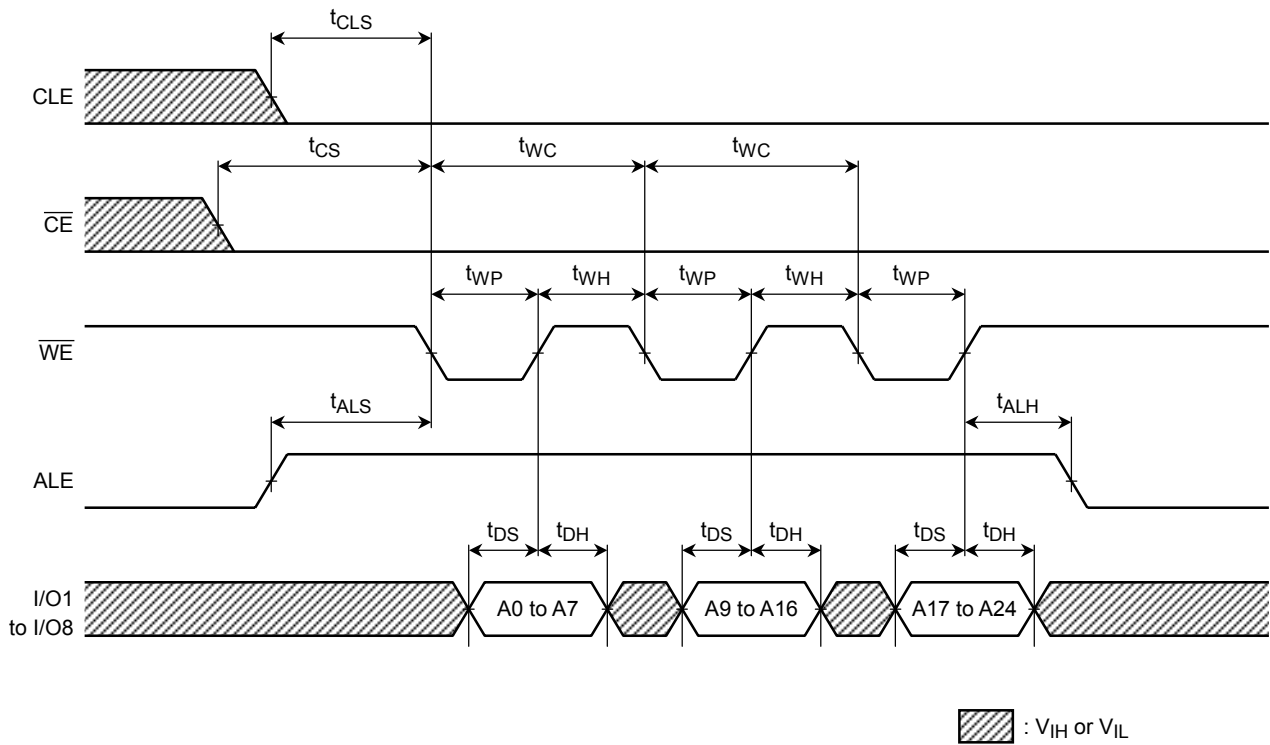 tCLS
CLE
tCS tWC tWC
CE
tWP tWH tWP tWH tWP
WE
tALS tALH
ALE
tDS tDH tDS tDH tDS tDH
I/O1
to I/O8
A0 to A7 A9 to A16 A17 to A24
: VIH or VIL